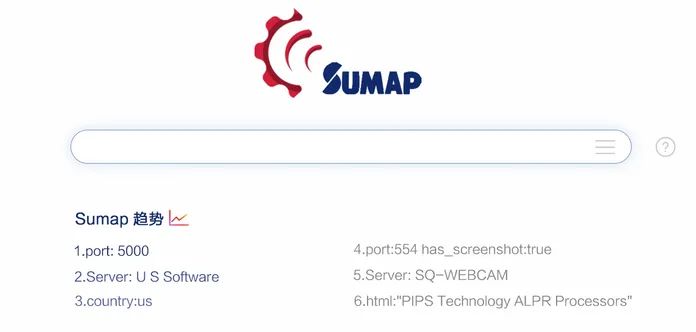 SUMAP
?
Sumap 趋势
1.port: 5000
2.Server: U S Software
3.country:us
4.port:554 has_screenshot:true
5.Server: SQ-WEBCAM
6.html:"PIPS Technology ALPR Processors"